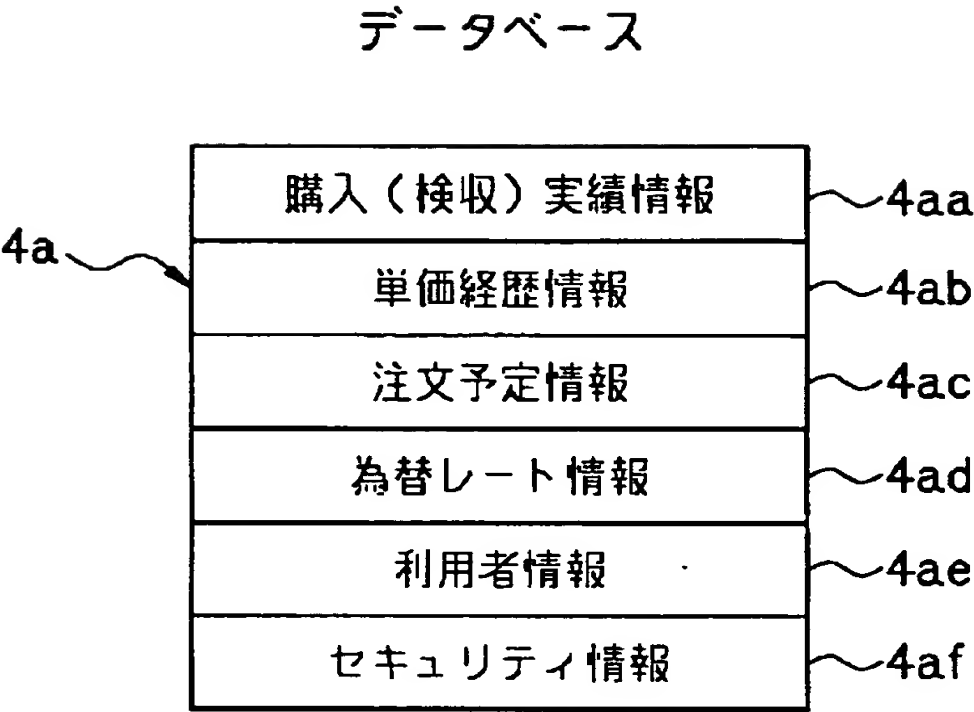 データベース
購入(検収)実績情報 4aa
4a
単価経歴情報 4ab
注文予定情報 4ac
為替レート情報 4ad
利用者情報 4ae
セキュリティ情報 4af